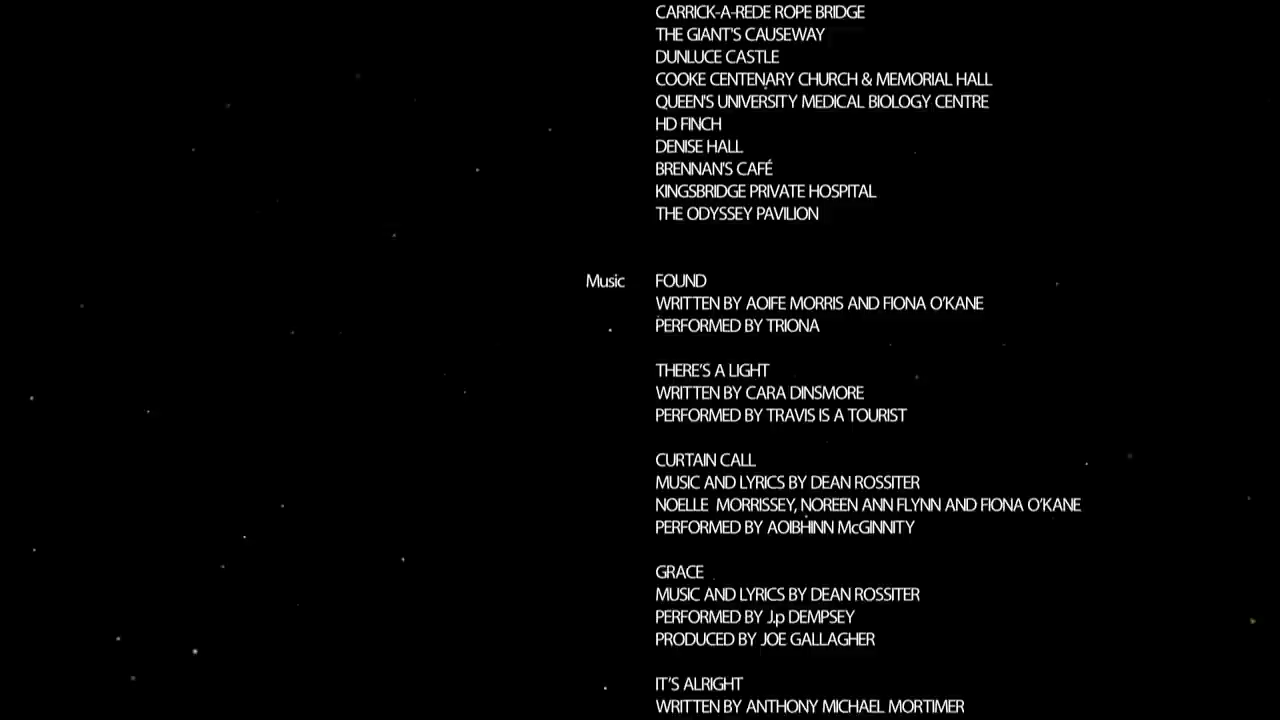 CARRICK-A-REDE ROPE BRIDGE
THE GIANT'S CAUSEWAY
DUNLUCE CASTLE
COOKE CENTENARY CHURCH & MEMORIAL HALL
QUEEN'S UNIVERSITY MEDICAL BIOLOGY CENTRE
HD FINCH
DENISE HALL
BRENNAN'S CAFÉ
KINGSBRIDGE PRIVATE HOSPITAL
THE ODYSSEY PAVILION
Music FOUND
WRITTEN BY AOIFE MORRIS AND FIONA O'KANE
PERFORMED BY TRIONA
THERE'S A LIGHT
WRITTEN BY CARA DINSMORE
PERFORMED BY TRAVIS IS A TOURIST
CURTAIN CALL
MUSIC AND LYRICS BY DEAN ROSSITER
NOELLE  MORRISSEY, NOREEN ANN FLYNN AND FIONA O'KANE
PERFORMED BY AOIBHINN McGINNITY
GRACE
MUSIC AND LYRICS BY DEAN ROSSITER
PERFORMED BY J.p DEMPSEY
PRODUCED BY JOE GALLAGHER
IT'S ALRIGHT
WRITTEN BY ANTHONY MICHAEL MORTIMER